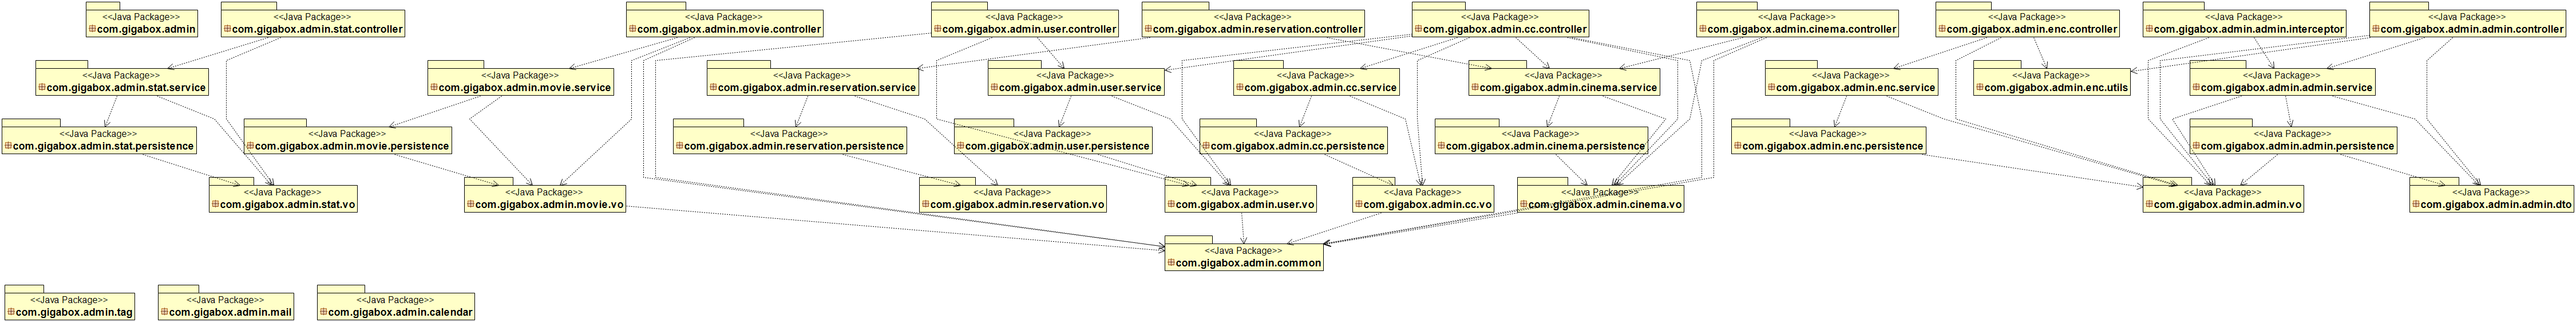 <<Java Package>>
com.gigabox.admin
<<Java Package>>
com.gigabox.admin.stat.controller
<<Java Package>>
com.gigabox.admin.movie.controller
<<Java Package>>
com.gigabox.admin.user.controller
<<Java Package>>
com.gigabox.admin.reservation.controller
<<Java Package>>
com.gigabox.admin.cc.controller
<<Java Package>>
com.gigabox.admin.cinema.controller
<<Java Package>>
com.gigabox.admin.enc.controller
<<Java Package>>
com.gigabox.admin.admin.interceptor
<<Java Package>>
com.gigabox.admin.admin.controller
<<Java Package>>
com.gigabox.admin.stat.service
<<Java Package>>
com.gigabox.admin.movie.service
<<Java Package>>
com.gigabox.admin.reservation.service
<<Java Package>>
com.gigabox.admin.user.service
<<Java Package>>
com.gigabox.admin.cc.service
<<Java Package>>
com.gigabox.admin.cinema.service
<<Java Package>>
com.gigabox.admin.enc.service
<<Java Package>>
com.gigabox.admin.enc.utils
<<Java Package>>
com.gigabox.admin.admin.service
<<Java Package>>
com.gigabox.admin.stat.persistence
<<Java Package>>
com.gigabox.admin.movie.persistence
<<Java Package>>
com.gigabox.admin.reservation.persistence
<<Java Package>>
com.gigabox.admin.user.persistence
<<Java Package>>
com.gigabox.admin.cc.persistence
<<Java Package>>
com.gigabox.admin.cinema.persistence
<<Java Package>>
com.gigabox.admin.enc.persistence
<<Java Package>>
com.gigabox.admin.admin.persistence
<<Java Package>>
com.gigabox.admin.stat.vo
<<Java Package>>
com.gigabox.admin.movie.vo
<<Java Package>>
com.gigabox.admin.reservation.vo
<<Java Package>>
com.gigabox.admin.user.vo
<<Java Package>>
com.gigabox.admin.cc.vo
<<Java Package>>
com.gigabox.admin.cinema.vo
<<Java Package>>
com.gigabox.admin.admin.vo
<<Java Package>>
com.gigabox.admin.admin.dto
<<Java Package>>
com.gigabox.admin.common
<<Java Package>>
com.gigabox.admin.tag
<<Java Package>>
com.gigabox.admin.mail
<<Java Package>>
com.gigabox.admin.calendar